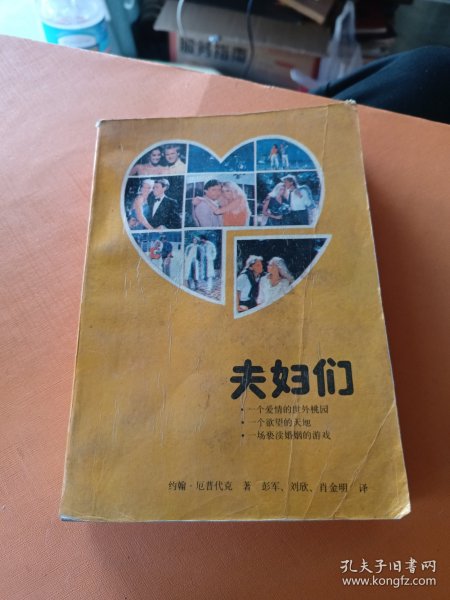 夫妇们
·一个爱情的世外桃园
·一个欲望的天地
·一场亵渎婚姻的游戏
约翰·厄普代克 著 彭军、刘欣、肖金明 译
孔夫子旧书网
www.kongfz.com